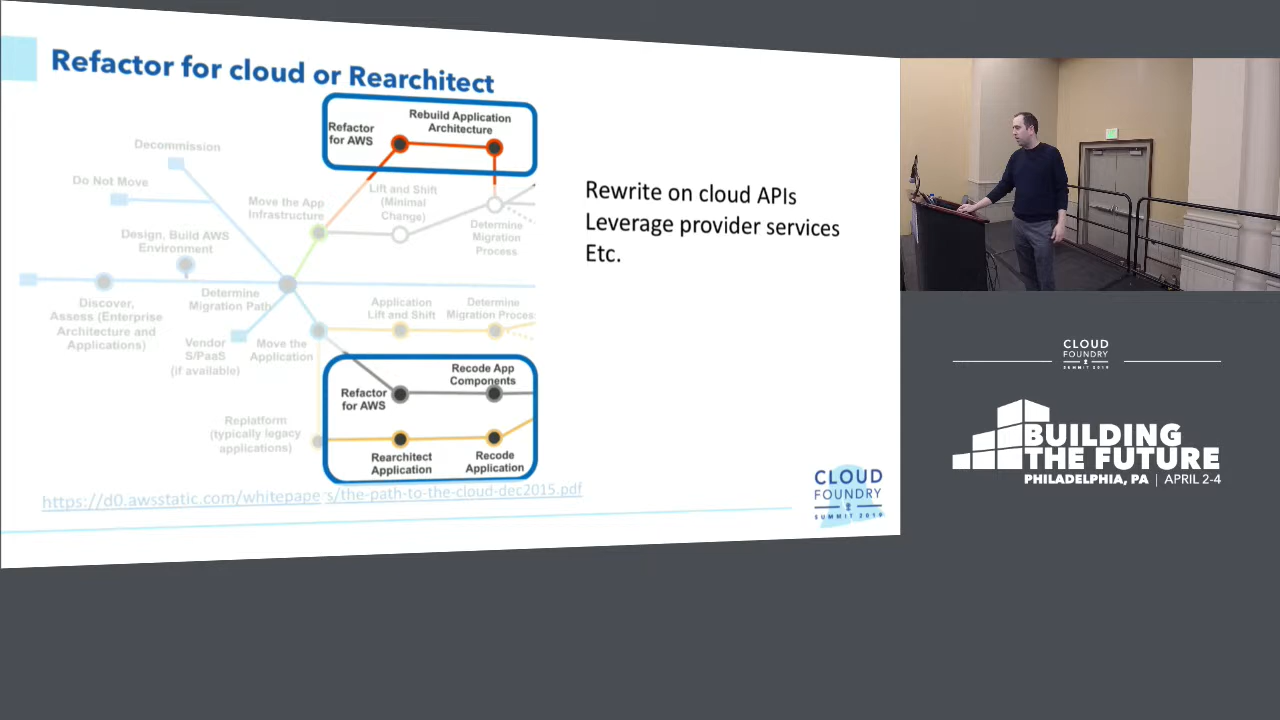 Refactor for cloud or Rearchitect
Rebuild Application
Architecture
Refactor
for AWS
Decommission
Do Not Move
Move the App
Infrastructure
Lift and Shift
(Minimal
Change)
Determine
Migration
Process
Design, Build AWS
Environment
Determine
Migration Path
Discover,
Assess (Enterprise
Architecture and
Applications)
Vendor
S/PaaS
(if available)
Move the
Application
Application
Lift and Shift
Determine
Migration Process
Recode App
Components
Refactor
for AWS
Replatform
(typically legacy
applications)
Rearchitect
Application
Recode
Application
https://d0.awsstatic.com/whitepapers/the-path-to-the-cloud-dec2015.pdf
Rewrite on cloud APIs
Leverage provider services
Etc.
CLOUD
FOUNDRY
SUMMIT 2019
CLOUD
FOUNDRY
SUMMIT 2019
BUILDING
THE FUTURE
PHILADELPHIA, PA | APRIL 2-4